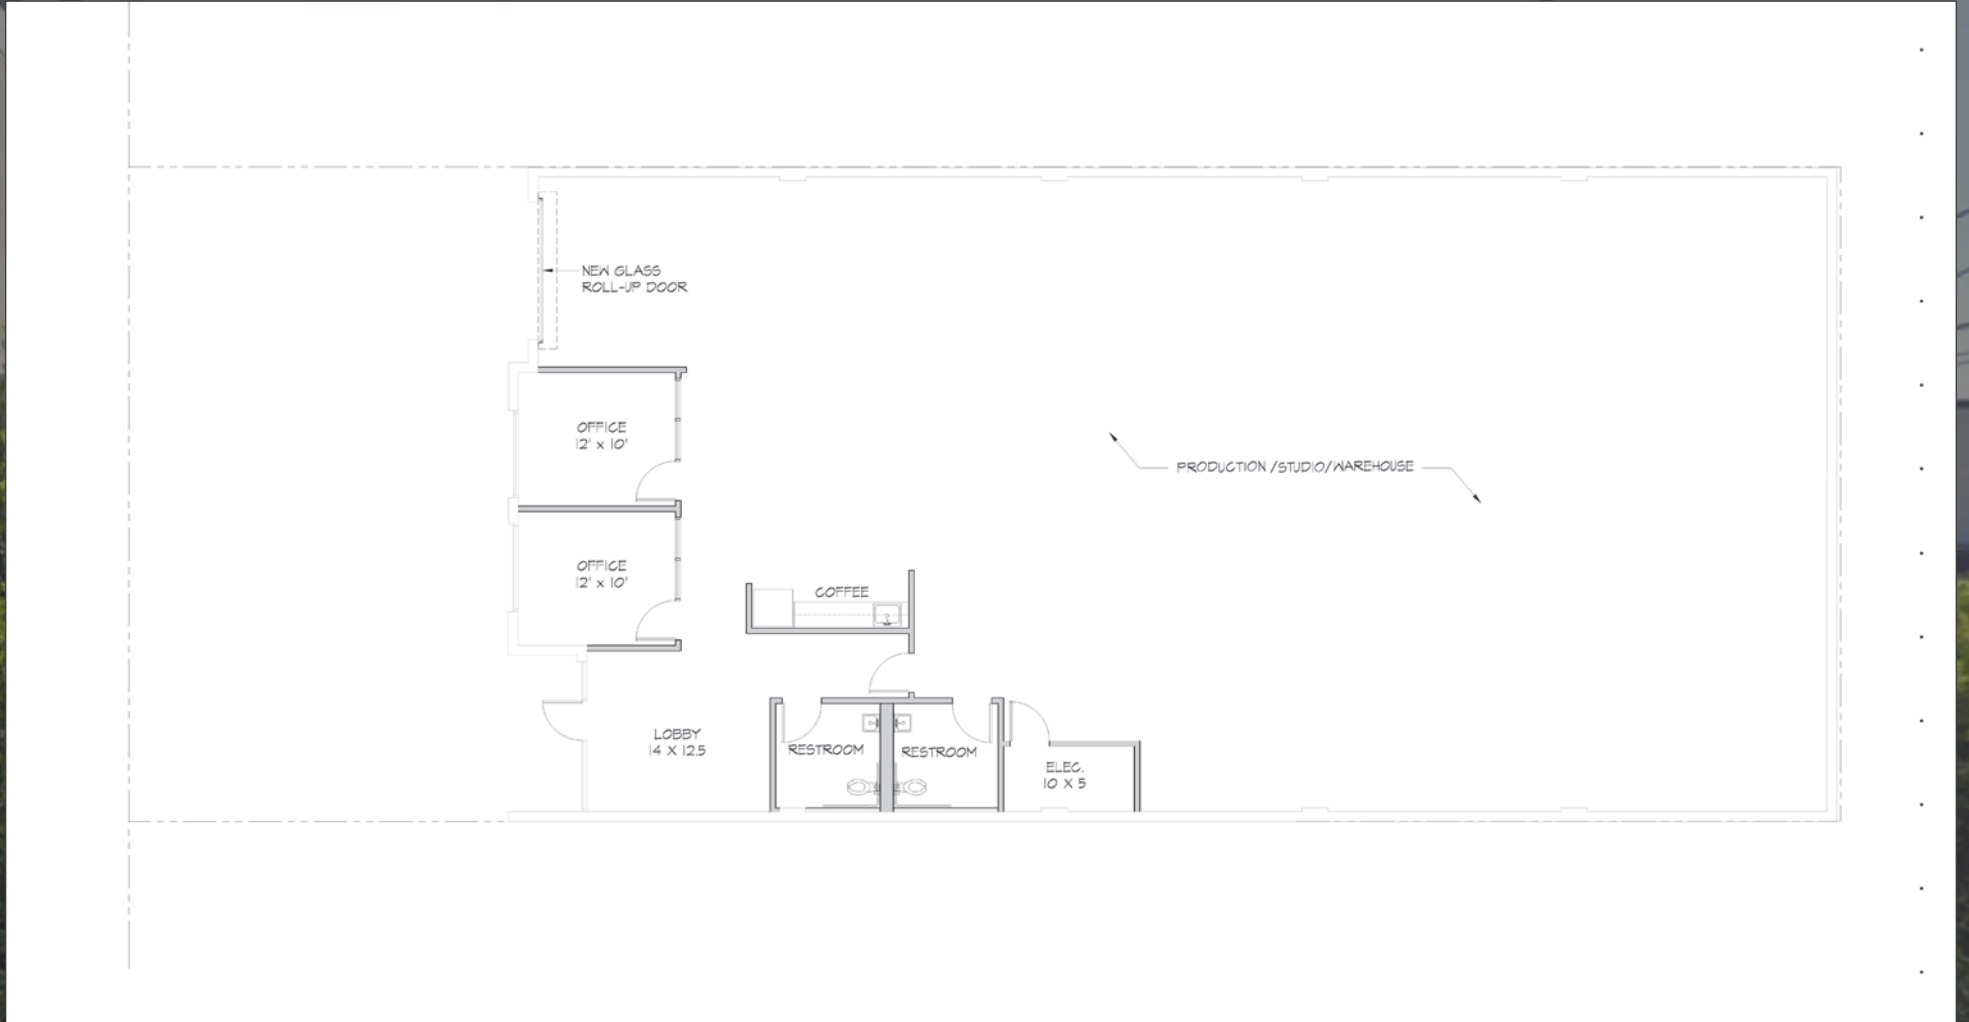 NEW GLASS
ROLL-UP DOOR
OFFICE
12' x 10'
PRODUCTION /STUDIO/WAREHOUSE
OFFICE
12' x 10'
COFFEE
LOBBY
14 X 12.5
RESTROOM
RESTROOM
ELEC.
10 X 5